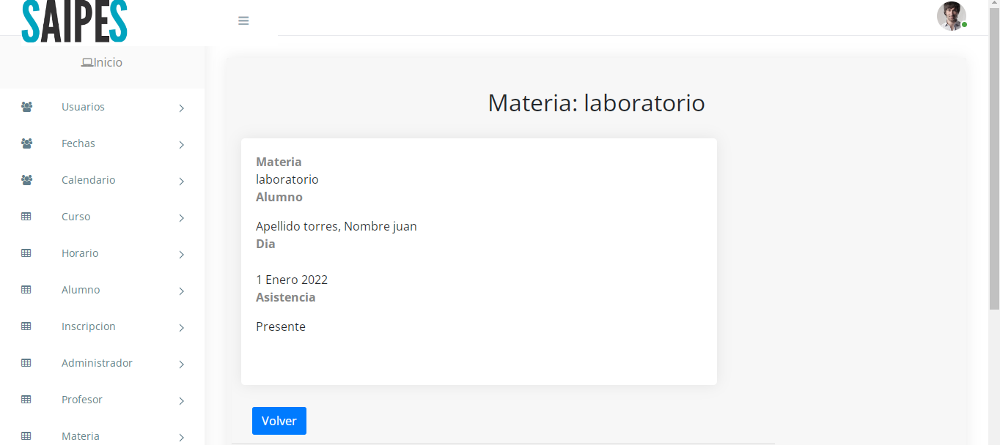 SAIPES
Inicio
Usuarios
Fechas
Calendario
Curso
Horario
Alumno
Inscripcion
Administrador
Profesor
Materia
Materia: laboratorio
Materia
laboratorio
Alumno
Apellido torres, Nombre juan
Dia
1 Enero 2022
Asistencia
Presente
Volver